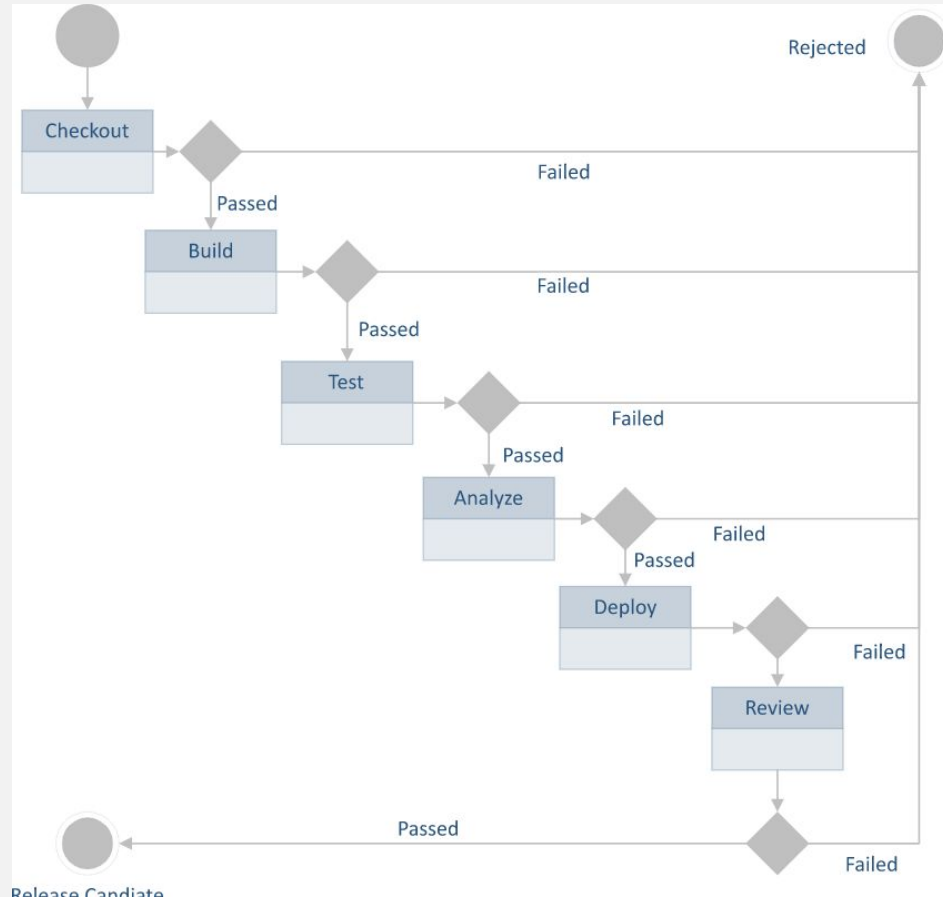 Rejected
Checkout
Failed
Passed
Build
Failed
Passed
Test
Failed
Passed
Analyze
Failed
Passed
Deploy
Failed
Review
Passed
Failed
Release Candiate